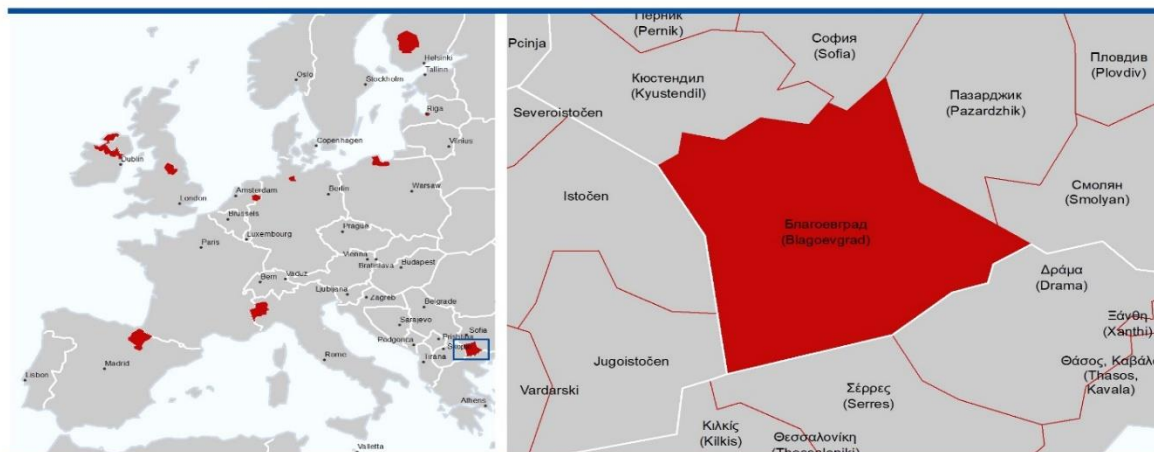 Helsinki
Tallinn
Oslo
Stockholm
Riga
Copenhagen
Vilnius
Dublin
Amsterdam
Berlin
Warsaw
London
Brussels
Luxembourg
Prague
Paris
Vienna
Bratislava
Budapest
Bern
Vaduz
Ljubljana
Zagreb
Belgrade
Sarajevo
Sofia
Prishtina
Podgorica
Skopje
Tirana
Roma
Madrid
Lisbon
Athens
Valletta
Перник
(Pernik)
София
(Sofia)
Pcinja
Пловдив
(Plovdiv)
Кюстендил
(Kyustendil)
Пазарджик
(Pazardzhik)
Severoistočen
Istočen
Смолян
(Smolyan)
Благоевград
(Blagoevgrad)
Δράμα
(Drama)
Ξάνθη
(Xanthi)
Jugoistočen
Θάσος, Καβάλα
(Thasos,
Kavala)
Vardarski
Σέρρες
(Serres)
Κιλκίς
(Kilkis)
Θεσσαλονίκη
(Thessaloniki)